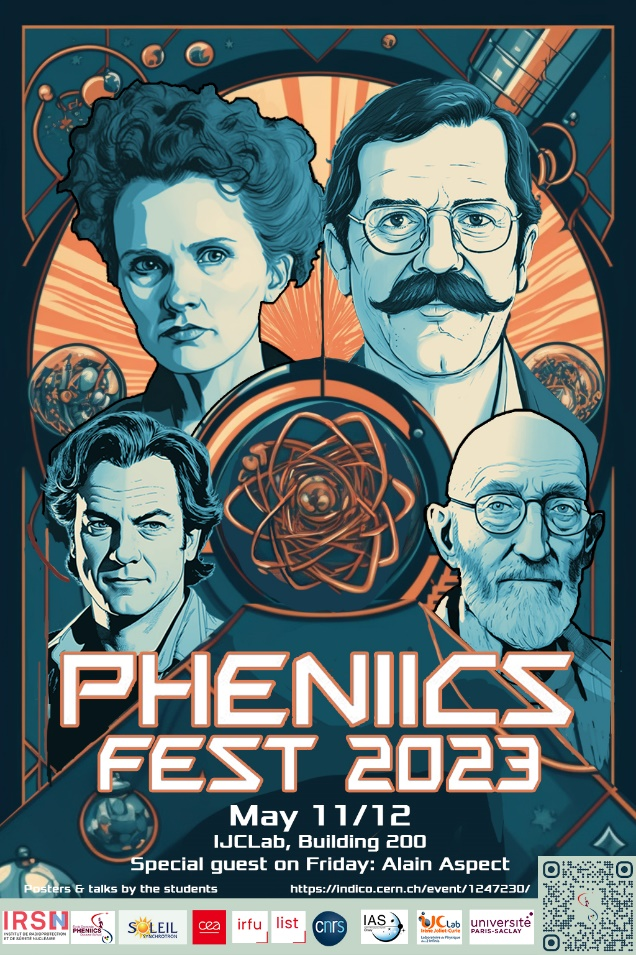 PHENIICS
FEST 2023
May 11/12
IJCLab, Building 200
Special guest on Friday: Alain Aspect
Posters & talks by the students
https://indico.cern.ch/event/1247230/
IRSN
INSTITUT DE RADIOPROTECTION
ET DE SÛRETÉ NUCLÉAIRE
PHENIICS
SOLEIL
SYNCHROTRON
cea
irfu
list
cnrs
IAS
IJCLab
Irène Joliot-Curie
Laboratoire de Physique
des 2 Infinis
université
PARIS-SACLAY